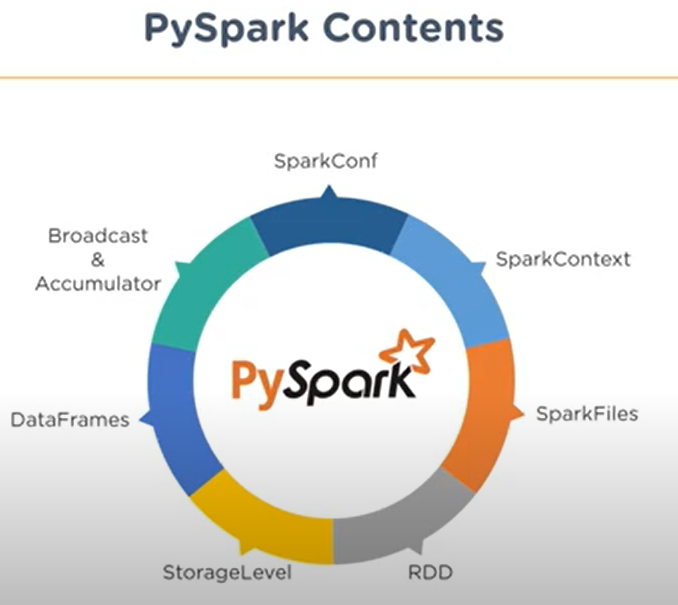 PySpark Contents
SparkConf
Broadcast
&
Accumulator
SparkContext
PySpark
DataFrames
SparkFiles
StorageLevel
RDD